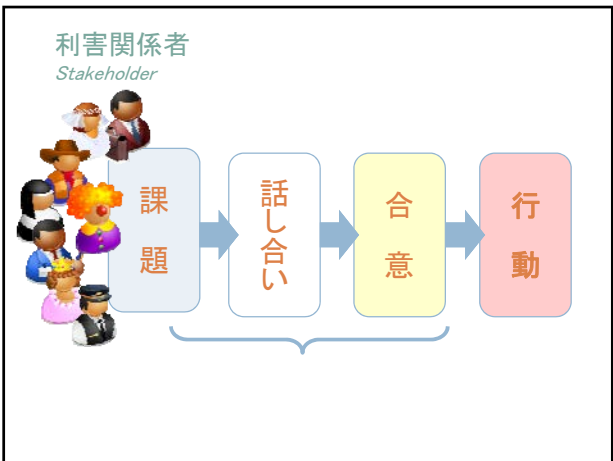 利害関係者
Stakeholder
課題
話し合い
合意
行動